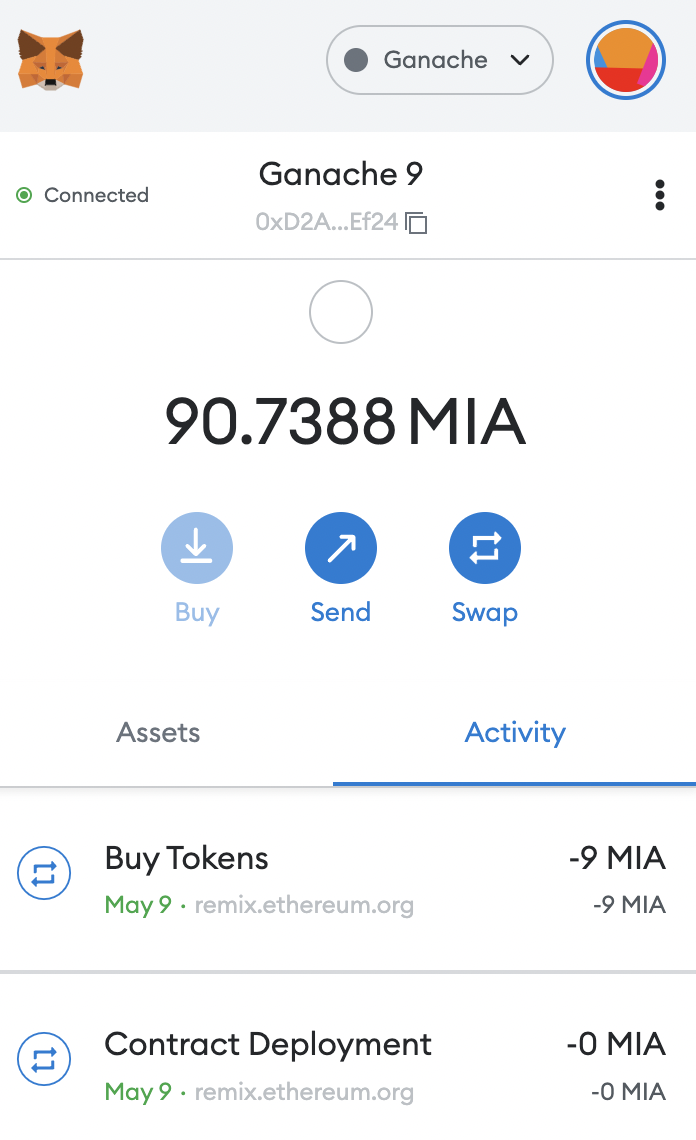 Ganache
Ganache 9
Connected
0xD2A...Ef24
90.7388 MIA
Buy
Send
Swap
Assets
Activity
Buy Tokens
-9 MIA
May 9 · remix.ethereum.org
-9 MIA
Contract Deployment
-0 MIA
May 9 · remix.ethereum.org
-0 MIA